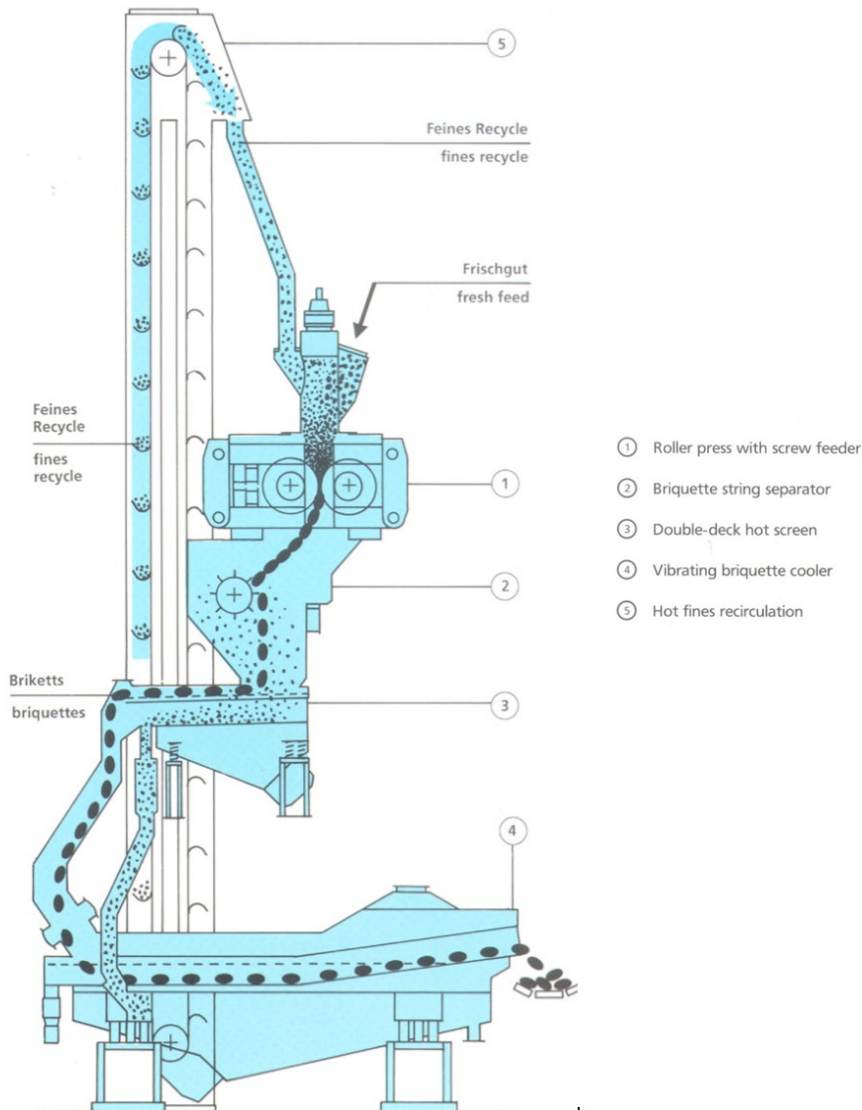 5
Feines Recycle
fines recycle
Frischgut
fresh feed
Feines
Recycle
fines
recycle
1
2
Briketts
briquettes
3
4
1 Roller press with screw feeder
2 Briquette string separator
3 Double-deck hot screen
4 Vibrating briquette cooler
5 Hot fines recirculation